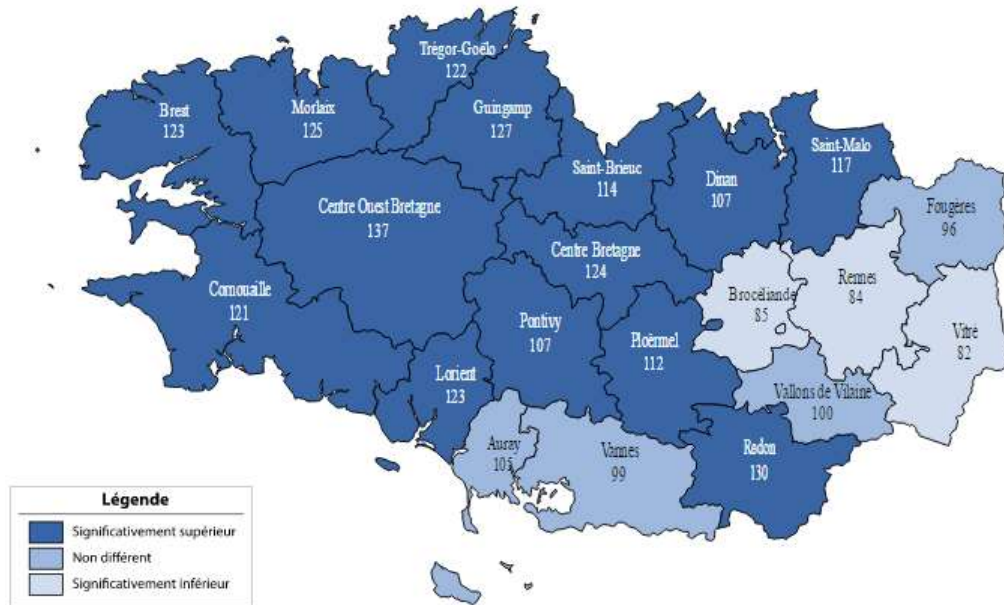 Trégor-Goëlo
122
Brest
123
Morlaix
125
Guingamp
127
Saint-Brieuc
114
Dinan
107
Saint-Malo
117
Fougères
96
Centre Ouest Bretagne
137
Centre Bretagne
124
Brocéliande
85
Rennes
84
Vitré
82
Cornouaille
121
Pontivy
107
Ploërmel
112
Lorient
123
Vallons de Vilaine
100
Auray
105
Vannes
99
Redon
130
Légende
Significativement supérieur
Non différent
Significativement inférieur